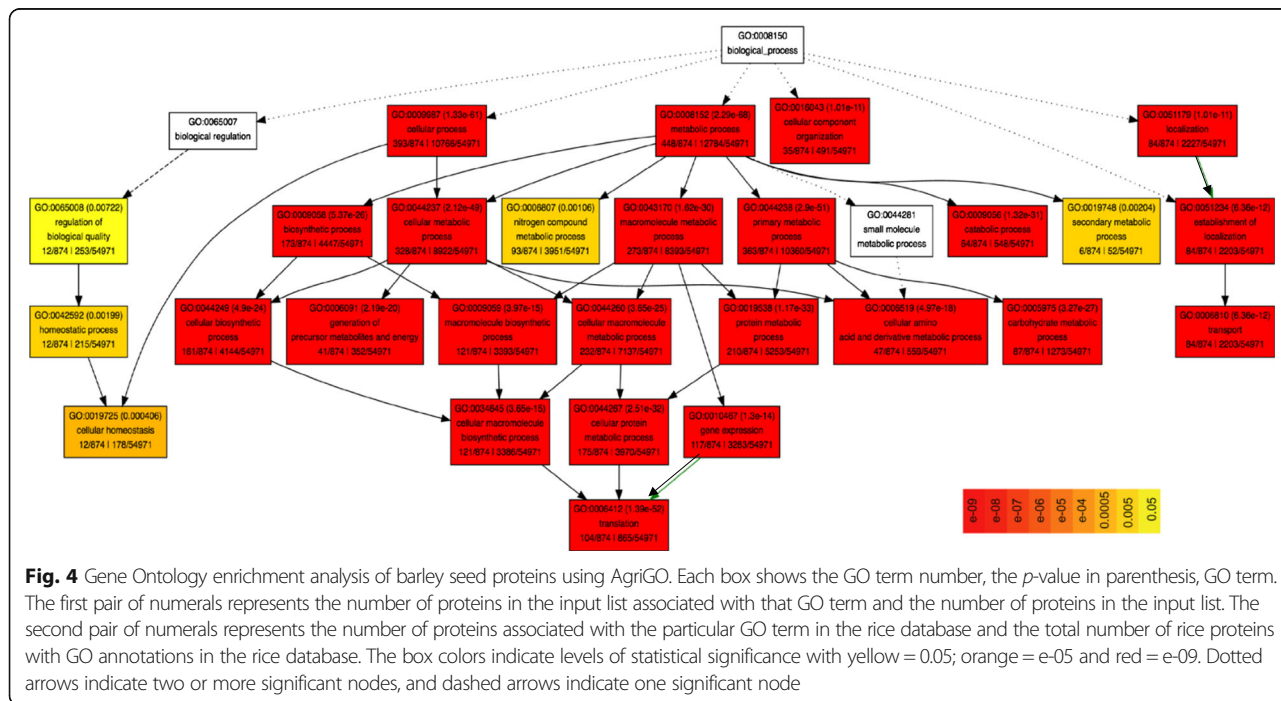 GO:0008150
biological_process
GO:0065007
biological regulation
GO:0009987 (1.33e-61)
cellular process
393/874 | 10765/54971
GO:0008152 (2.29e-68)
metabolic process
448/874 | 12784/54971
GO:0016043 (1.01e-11)
cellular component
organization
35/874 | 491/54971
GO:0051179 (1.01e-11)
localization
84/874 | 2227/54971
GO:0065008 (0.00722)
regulation of
biological quality
12/874 | 253/54971
GO:0009058 (5.37e-26)
biosynthetic process
173/874 | 4447/54971
GO:0044237 (2.12e-49)
cellular metabolic
process
328/874 | 8922/54971
GO:0006807 (0.00106)
nitrogen compound
metabolic process
93/874 | 3951/54971
GO:0043170 (1.62e-30)
macromolecule metabolic
process
273/874 | 8393/54971
GO:0044238 (2.9e-51)
primary metabolic
process
363/874 | 10360/54971
GO:0044281
small molecule
metabolic process
GO:0009056 (1.32e-31)
catabolic process
64/874 | 546/54971
GO:0019748 (0.00204)
secondary metabolic
process
6/874 | 52/54971
GO:0051234 (6.36e-12)
establishment of
localization
84/874 | 2203/54971
GO:0042592 (0.00199)
homeostatic process
12/874 | 215/54971
GO:0044249 (4.9e-24)
cellular biosynthetic
process
161/874 | 4144/54971
GO:0006091 (2.19e-20)
generation of
precursor metabolites and energy
41/874 | 352/54971
GO:0009059 (3.97e-15)
macromolecule biosynthetic
process
121/874 | 3393/54971
GO:0044260 (3.65e-25)
cellular macromolecule
metabolic process
232/874 | 7137/54971
GO:0019538 (1.17e-33)
protein metabolic
process
210/874 | 5253/54971
GO:0006519 (4.97e-18)
cellular amino
acid and derivative metabolic process
47/874 | 559/54971
GO:0005975 (3.27e-27)
carbohydrate metabolic
process
87/874 | 1273/54971
GO:0006810 (6.36e-12)
transport
84/874 | 2203/54971
GO:0019725 (0.000406)
cellular homeostasis
12/874 | 178/54971
GO:0034645 (3.65e-15)
cellular macromolecule
biosynthetic process
121/874 | 3386/54971
GO:0044267 (2.51e-32)
cellular protein
metabolic process
175/874 | 3970/54971
GO:0010467 (1.3e-14)
gene expression
117/874 | 3283/54971
GO:0006412 (1.39e-52)
translation
104/874 | 865/54971
e-09
e-08
e-07
e-06
e-05
e-04
0.0005
0.005
0.05
Fig. 4 Gene Ontology enrichment analysis of barley seed proteins using AgriGO. Each box shows the GO term number, the p-value in parenthesis, GO term.
The first pair of numerals represents the number of proteins in the input list associated with that GO term and the number of proteins in the input list. The
second pair of numerals represents the number of proteins associated with the particular GO term in the rice database and the total number of rice proteins
with GO annotations in the rice database. The box colors indicate levels of statistical significance with yellow = 0.05; orange = e-05 and red = e-09. Dotted
arrows indicate two or more significant nodes, and dashed arrows indicate one significant node